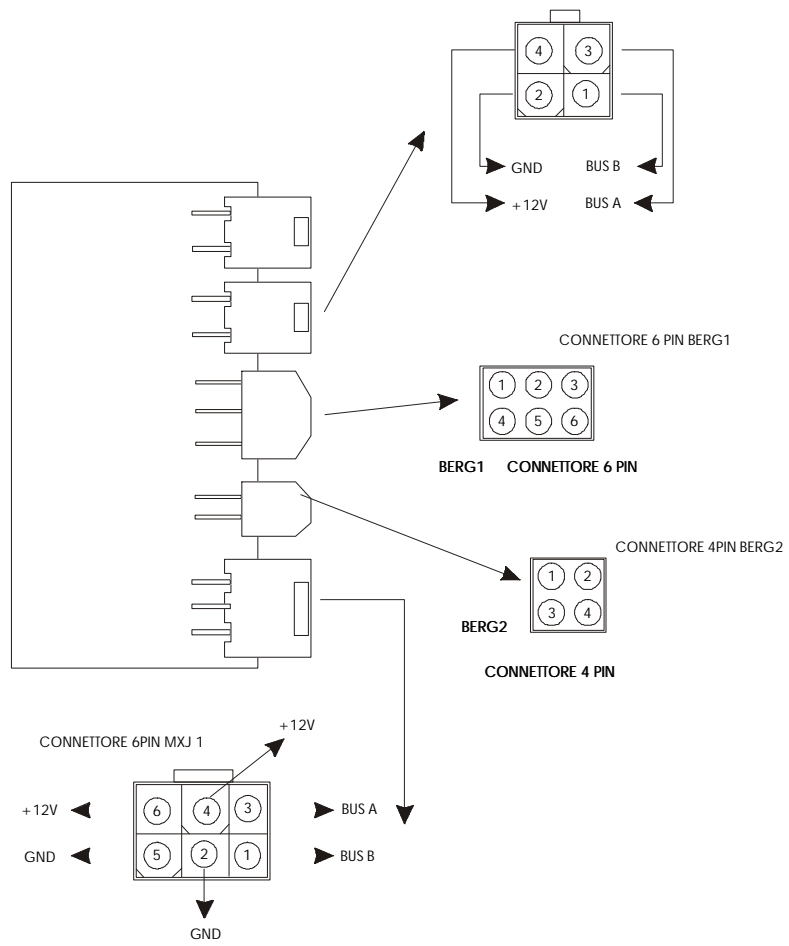 4 3
2 1
GND BUS B
+12V BUS A
CONNETTORE 6 PIN BERG1
1 2 3
4 5 6
BERG1 CONNETTORE 6 PIN
CONNETTORE 4PIN BERG2
1 2
3 4
BERG2
CONNETTORE 4 PIN
+12V
CONNETTORE 6PIN MXJ 1
+12V 6 4 3 BUS A
GND 5 2 1 BUS B
GND